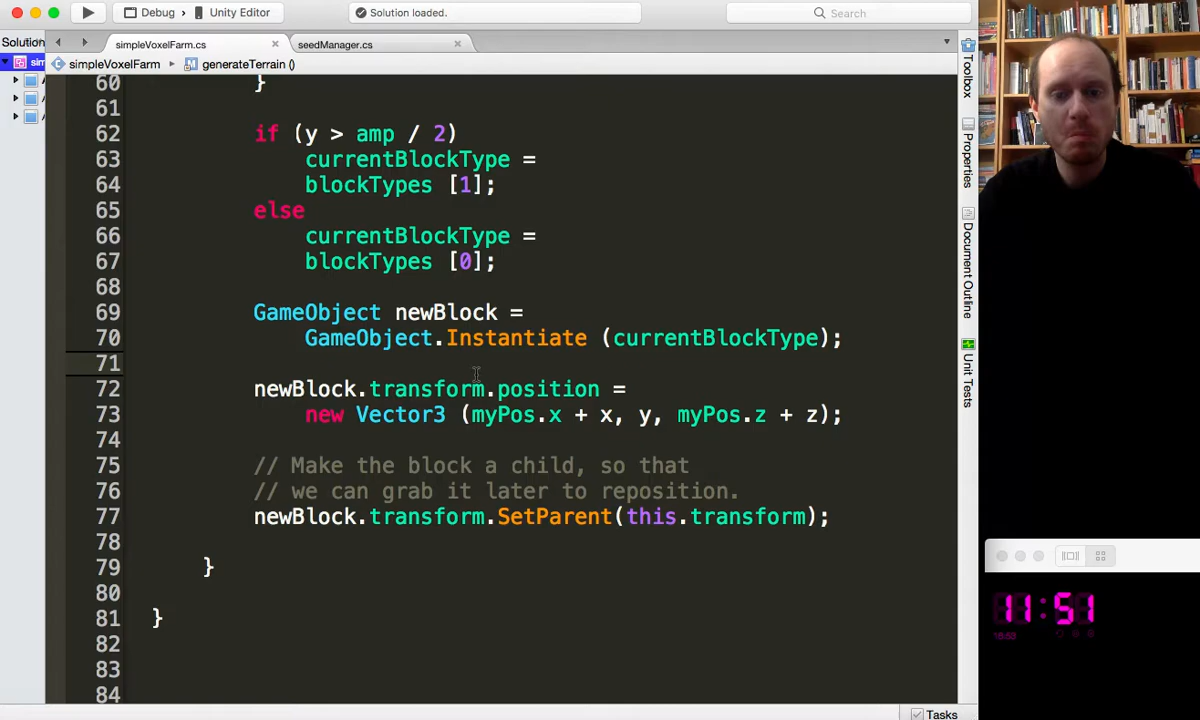 Debug > Unity Editor
Solution loaded.
Search
Solution
simpleVoxelFarm.cs
seedManager.cs
sim
simpleVoxelFarm
generateTerrain ()
60 }
61
62 if (y > amp / 2)
63 currentBlockType =
64 blockTypes [1];
65 else
66 currentBlockType =
67 blockTypes [0];
68
69 GameObject newBlock =
70 GameObject.Instantiate (currentBlockType);
71
72 newBlock.transform.position =
73 new Vector3 (myPos.x + x, y, myPos.z + z);
74
75 // Make the block a child, so that
76 // we can grab it later to reposition.
77 newBlock.transform.SetParent(this.transform);
78
79 }
80
81 }
82
83
84
Toolbox
Properties
Document Outline
Unit Tests
Tasks
11:51